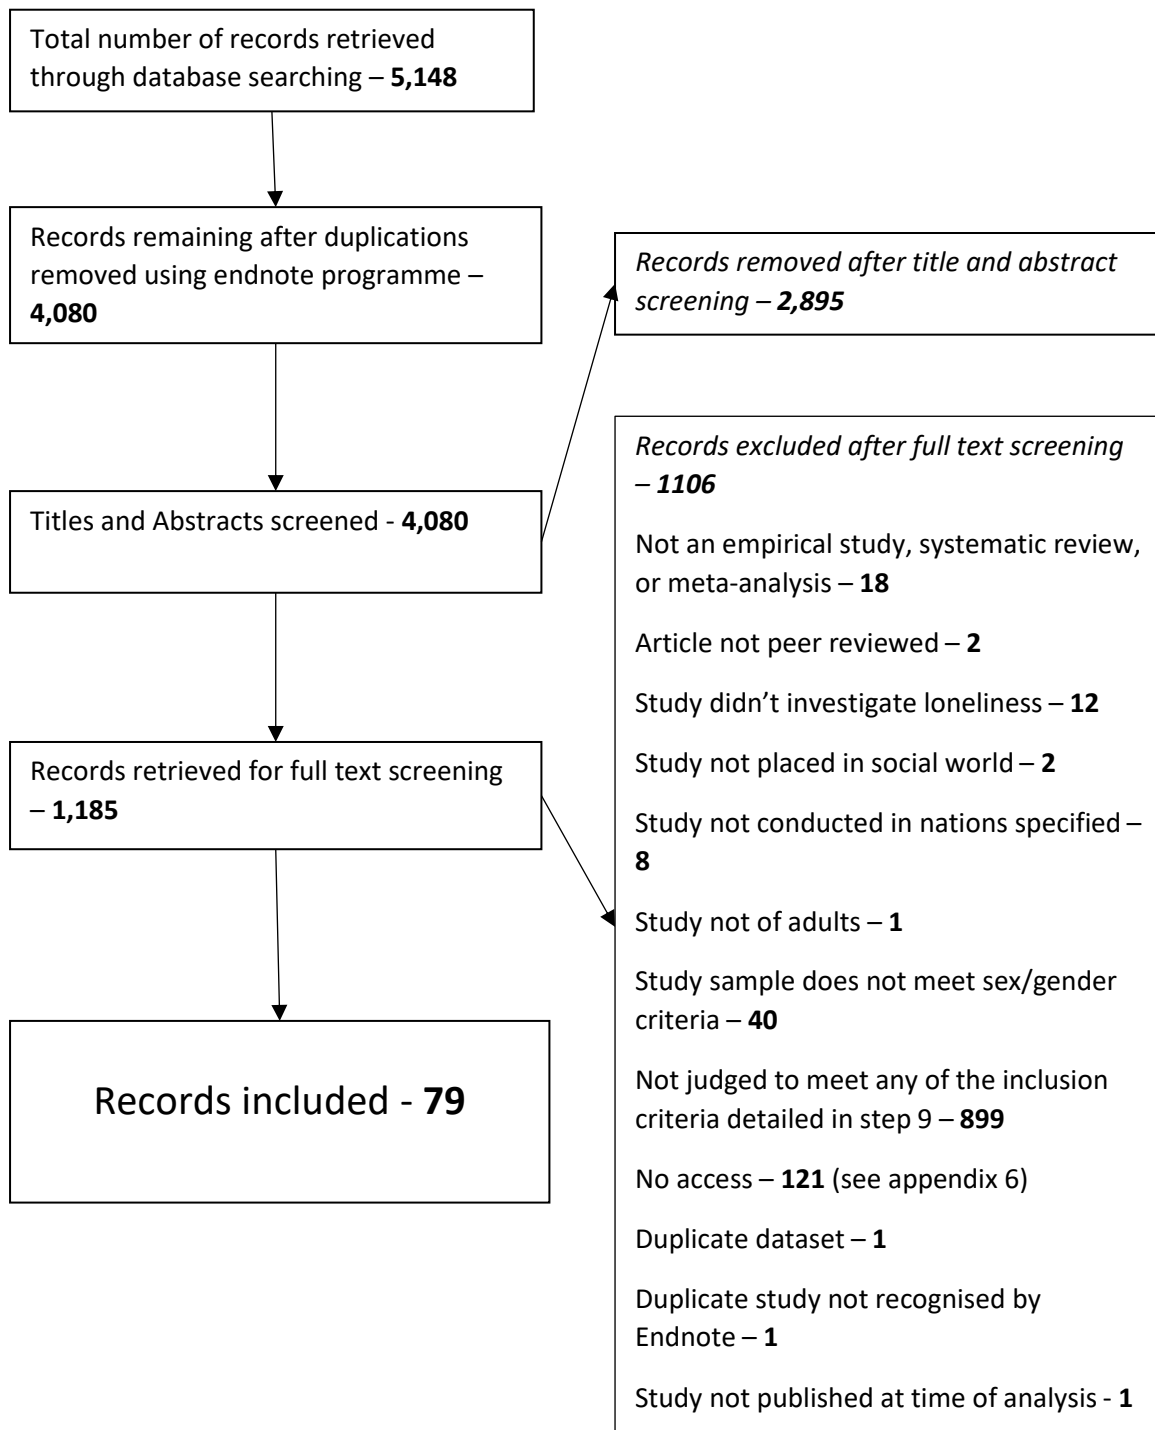 Total number of records retrieved
through database searching – 5,148
Records remaining after duplications
removed using endnote programme –
4,080
Records removed after title and abstract
screening – 2,895
Titles and Abstracts screened - 4,080
Records retrieved for full text screening
– 1,185
Records included - 79
Records excluded after full text screening
– 1106
Not an empirical study, systematic review,
or meta-analysis – 18
Article not peer reviewed – 2
Study didn’t investigate loneliness – 12
Study not placed in social world – 2
Study not conducted in nations specified –
8
Study not of adults – 1
Study sample does not meet sex/gender
criteria – 40
Not judged to meet any of the inclusion
criteria detailed in step 9 – 899
No access – 121 (see appendix 6)
Duplicate dataset – 1
Duplicate study not recognised by
Endnote – 1
Study not published at time of analysis - 1